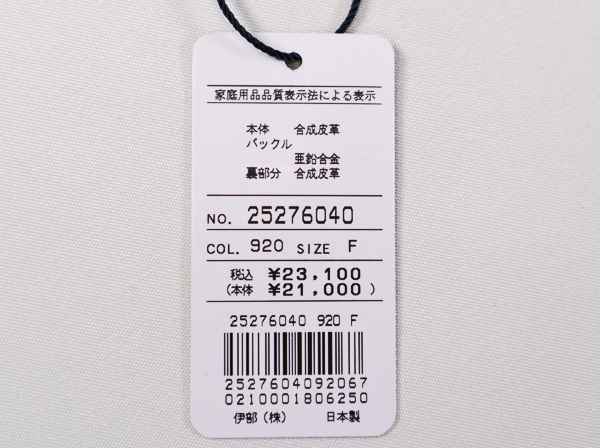 家庭用品品質表示法による表示
本体 合成皮革
バックル
亜鉛合金
裏部分 合成皮革
NO. 25276040
COL. 920 SIZE F
税込 ¥23,100
(本体 ¥21,000 )
25276040 920 F
2527604092067
0210001806250
伊部（株） 日本製